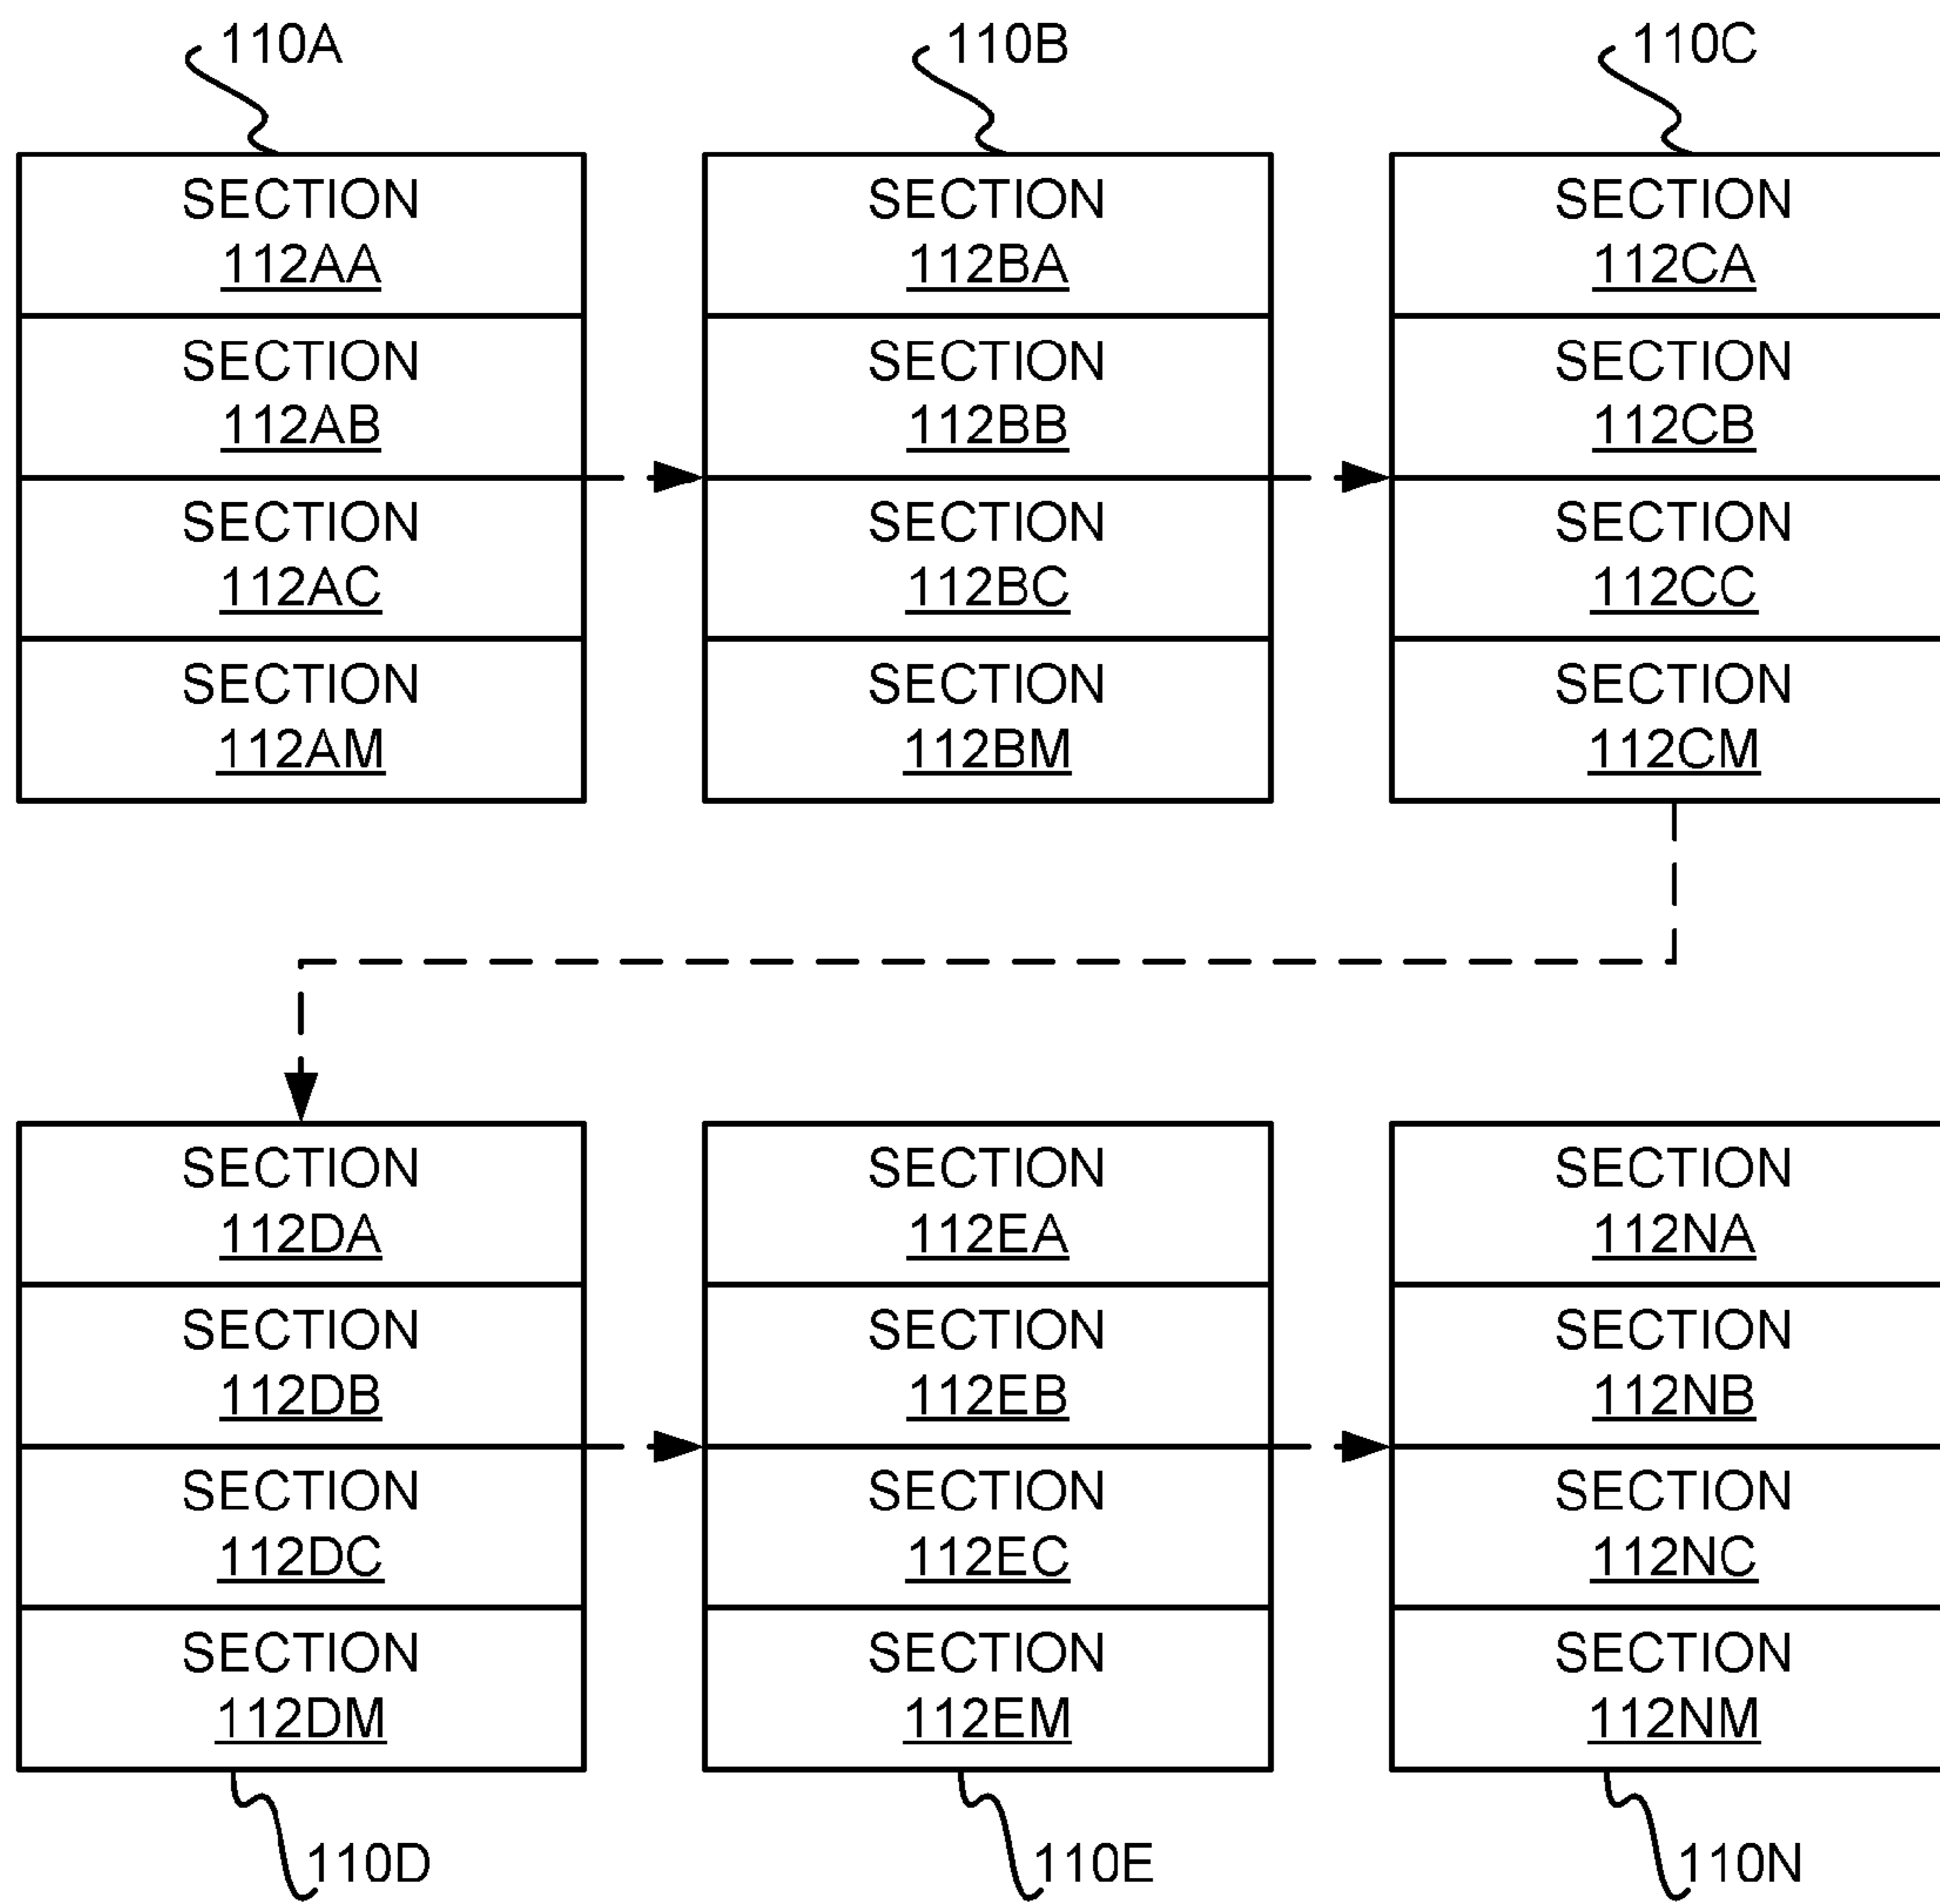 110A
110B
110C
SECTION
112AA
SECTION
112AB
SECTION
112AC
SECTION
112AM
SECTION
112BA
SECTION
112BB
SECTION
112BC
SECTION
112BM
SECTION
112CA
SECTION
112CB
SECTION
112CC
SECTION
112CM
SECTION
112DA
SECTION
112DB
SECTION
112DC
SECTION
112DM
SECTION
112EA
SECTION
112EB
SECTION
112EC
SECTION
112EM
SECTION
112NA
SECTION
112NB
SECTION
112NC
SECTION
112NM
110D
110E
110N